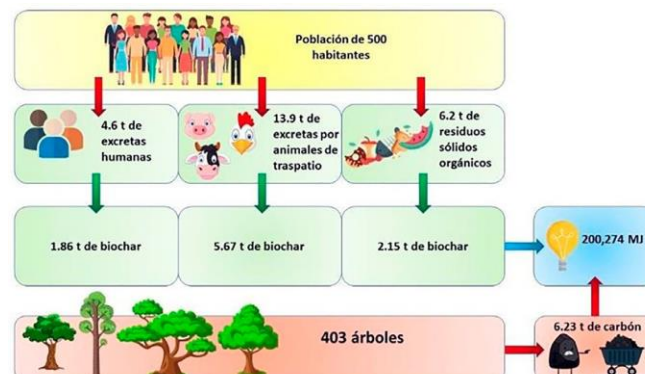 Población de 500
habitantes
4.6 t de
excretas
humanas
13.9 t de
excretas por
animales de
traspatio
6.2 t de
residuos
sólidos
orgánicos
1.86 t de biochar
5.67 t de biochar
2.15 t de biochar
200,274 MJ
403 árboles
6.23 t de carbón